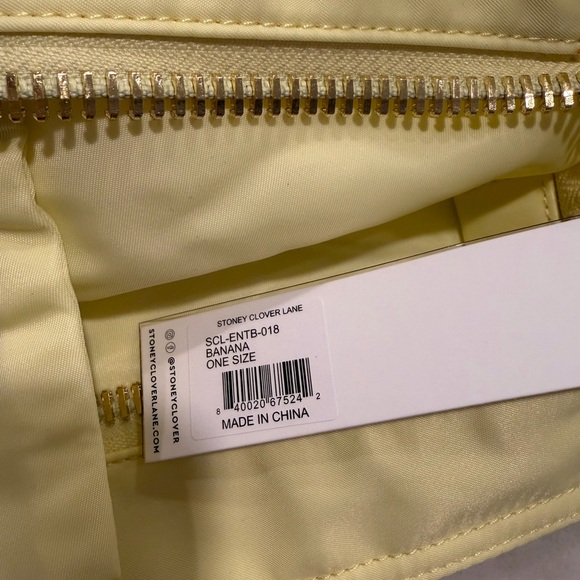 STONEY CLOVER LANE
SCL-ENTB-018
BANANA
ONE SIZE
8 40020 67524 2
MADE IN CHINA
@STONEYCLOVER
STONEYCLOVERLANE.COM